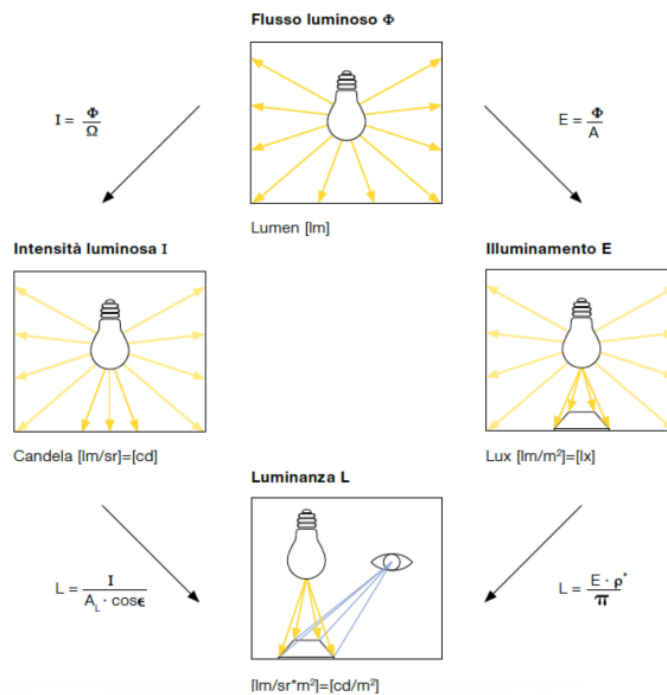 Flusso luminoso Φ
I = Φ/Ω
E = Φ/A
Lumen [lm]
Intensità luminosa I
Illuminamento E
Candela [lm/sr]=[cd]
Lux [lm/m²]=[lx]
Luminanza L
L = I / A_L · cosϵ
L = E · ρ* / π
[lm/sr*m²]=[cd/m²]